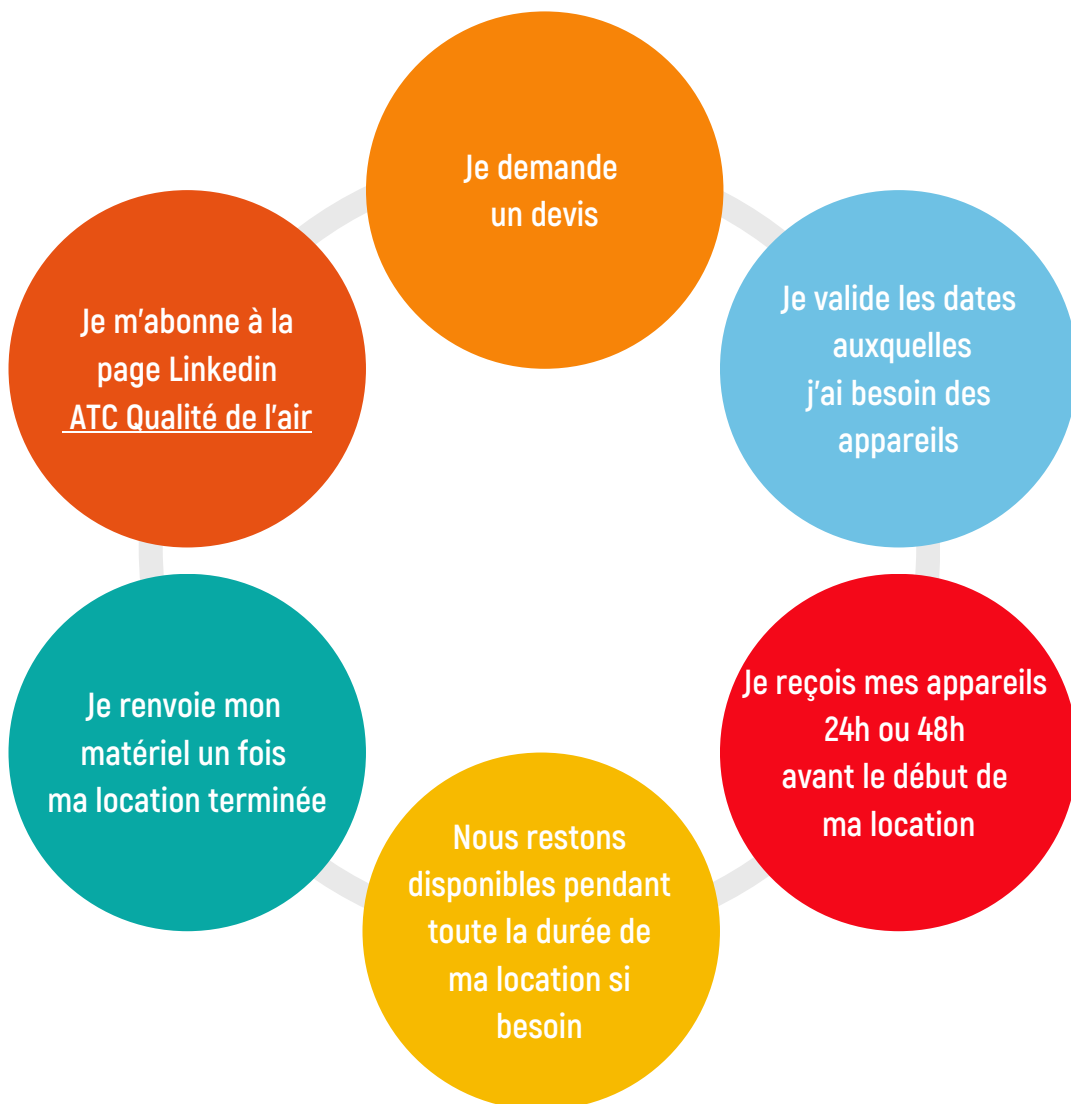 Je demande
un devis
Je valide les dates
auxquelles
j'ai besoin des
appareils
Je reçois mes appareils
24h ou 48h
avant le début de
ma location
Nous restons
disponibles pendant
toute la durée de
ma location si
besoin
Je renvoie mon
matériel un fois
ma location terminée
Je m'abonne à la
page Linkedin
ATC Qualité de l'air